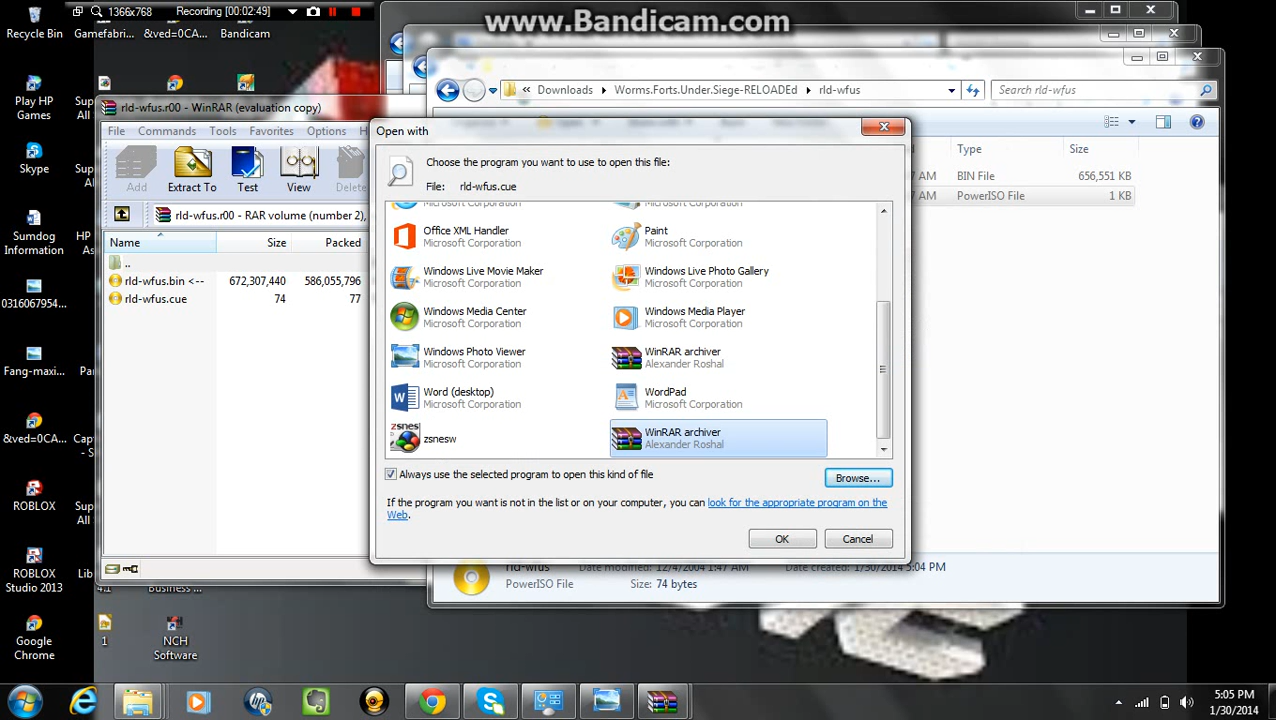 1366x768
Recording [00:02:49]
www.Bandicam.com
Recycle Bin
Gamefabri...
&ved=0CA...
Bandicam
Play HP
Games
Skype
Sumdog
Information
0316067954...
Fang-maxi...
&ved=0CA...
ROBLOX
ROBLOX
Studio 2013
Google
Chrome
1
NCH
Software
rld-wfus.r00 - WinRAR (evaluation copy)
File
Commands
Tools
Favorites
Options
Add
Extract To
Test
View
Delete
rld-wfus.r00 - RAR volume (number 2),
Name
Size
Packed
..
rld-wfus.bin <--
672,307,440
586,055,796
rld-wfus.cue
74
77
Downloads
Worms.Forts.Under.Siege-RELOADEd
rld-wfus
Search rld-wfus
Type
Size
AM
BIN File
656,551 KB
AM
PowerISO File
1 KB
Open with
Choose the program you want to use to open this file:
File: rld-wfus.cue
Microsoft Corporation
Microsoft Corporation
Office XML Handler
Microsoft Corporation
Paint
Microsoft Corporation
Windows Live Movie Maker
Microsoft Corporation
Windows Live Photo Gallery
Microsoft Corporation
Windows Media Center
Microsoft Corporation
Windows Media Player
Microsoft Corporation
Windows Photo Viewer
Microsoft Corporation
WinRAR archiver
Alexander Roshal
Word (desktop)
Microsoft Corporation
WordPad
Microsoft Corporation
zsnesw
WinRAR archiver
Alexander Roshal
Always use the selected program to open this kind of file
Browse...
If the program you want is not in the list or on your computer, you can look for the appropriate program on the
Web.
OK
Cancel
rld-wfus
Date modified: 12/4/2004 1:47 AM
Date created: 1/30/2014 5:04 PM
PowerISO File
Size: 74 bytes
5:05 PM
1/30/2014